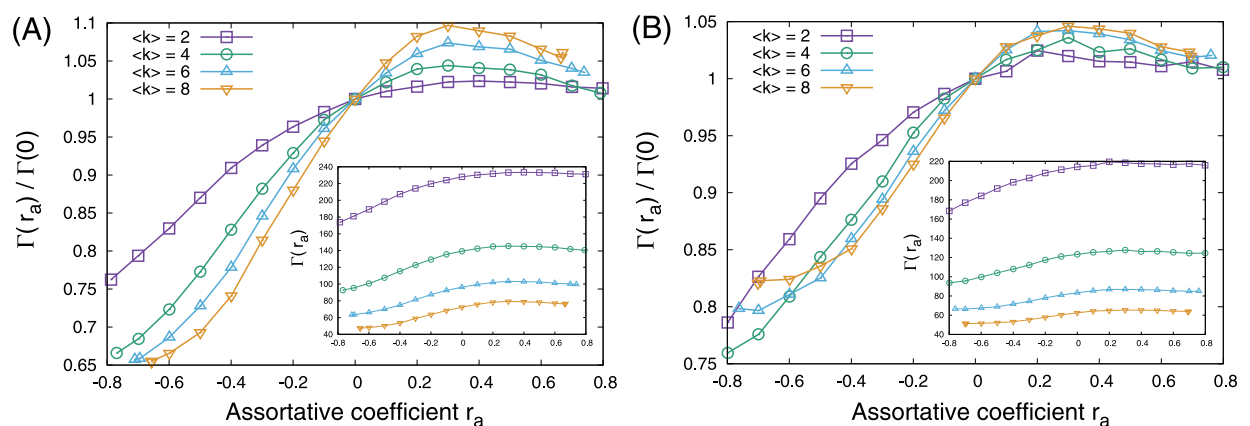 (A)
<k> = 2
<k> = 4
<k> = 6
<k> = 8
1.1
1.05
1
0.95
0.9
0.85
0.8
0.75
0.7
0.65
Γ(ra) / Γ(0)
-0.8 -0.6 -0.4 -0.2 0 0.2 0.4 0.6 0.8
Assortative coefficient ra
240
220
200
180
160
140
120
100
80
60
40
Γ(ra)
-0.8 -0.6 -0.4 -0.2 0 0.2 0.4 0.6 0.8
(B)
<k> = 2
<k> = 4
<k> = 6
<k> = 8
1.05
1
0.95
0.9
0.85
0.8
0.75
Γ(ra) / Γ(0)
-0.8 -0.6 -0.4 -0.2 0 0.2 0.4 0.6 0.8
Assortative coefficient ra
220
200
180
160
140
120
100
80
60
40
Γ(ra)
-0.8 -0.6 -0.4 -0.2 0 0.2 0.4 0.6 0.8